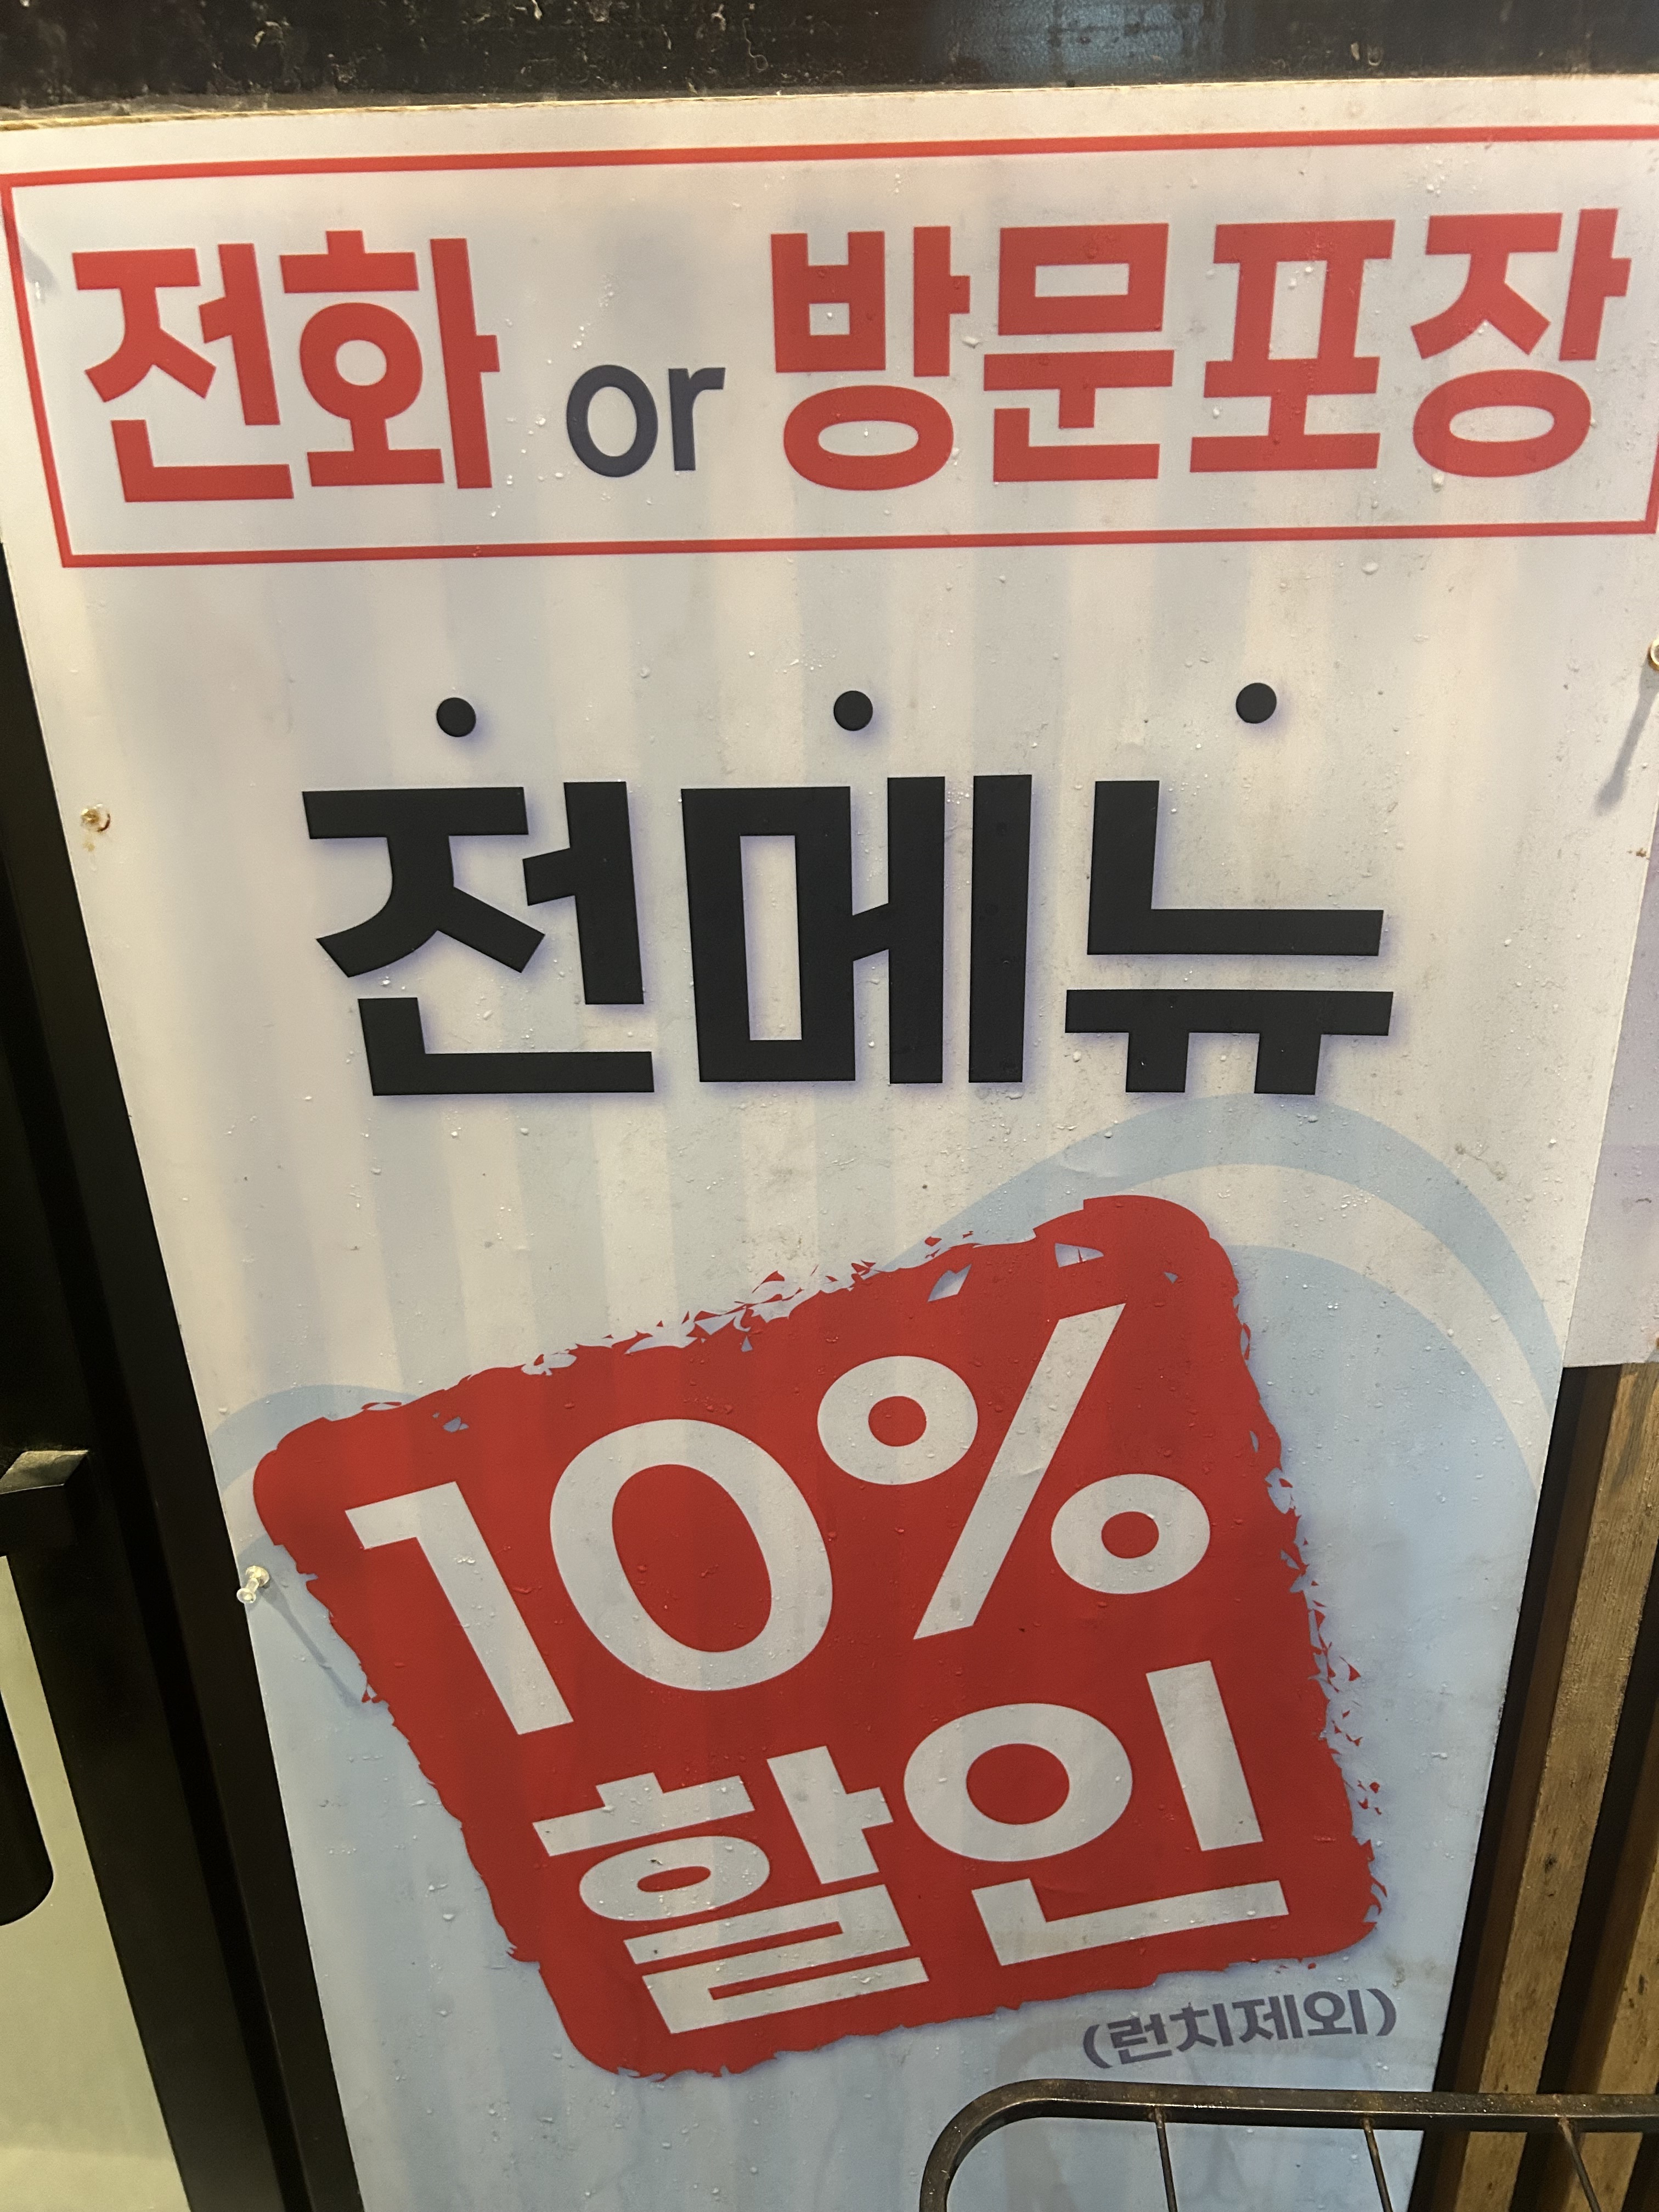 전화 or 방문포장
전메뉴
10%
할인
(런치제외)